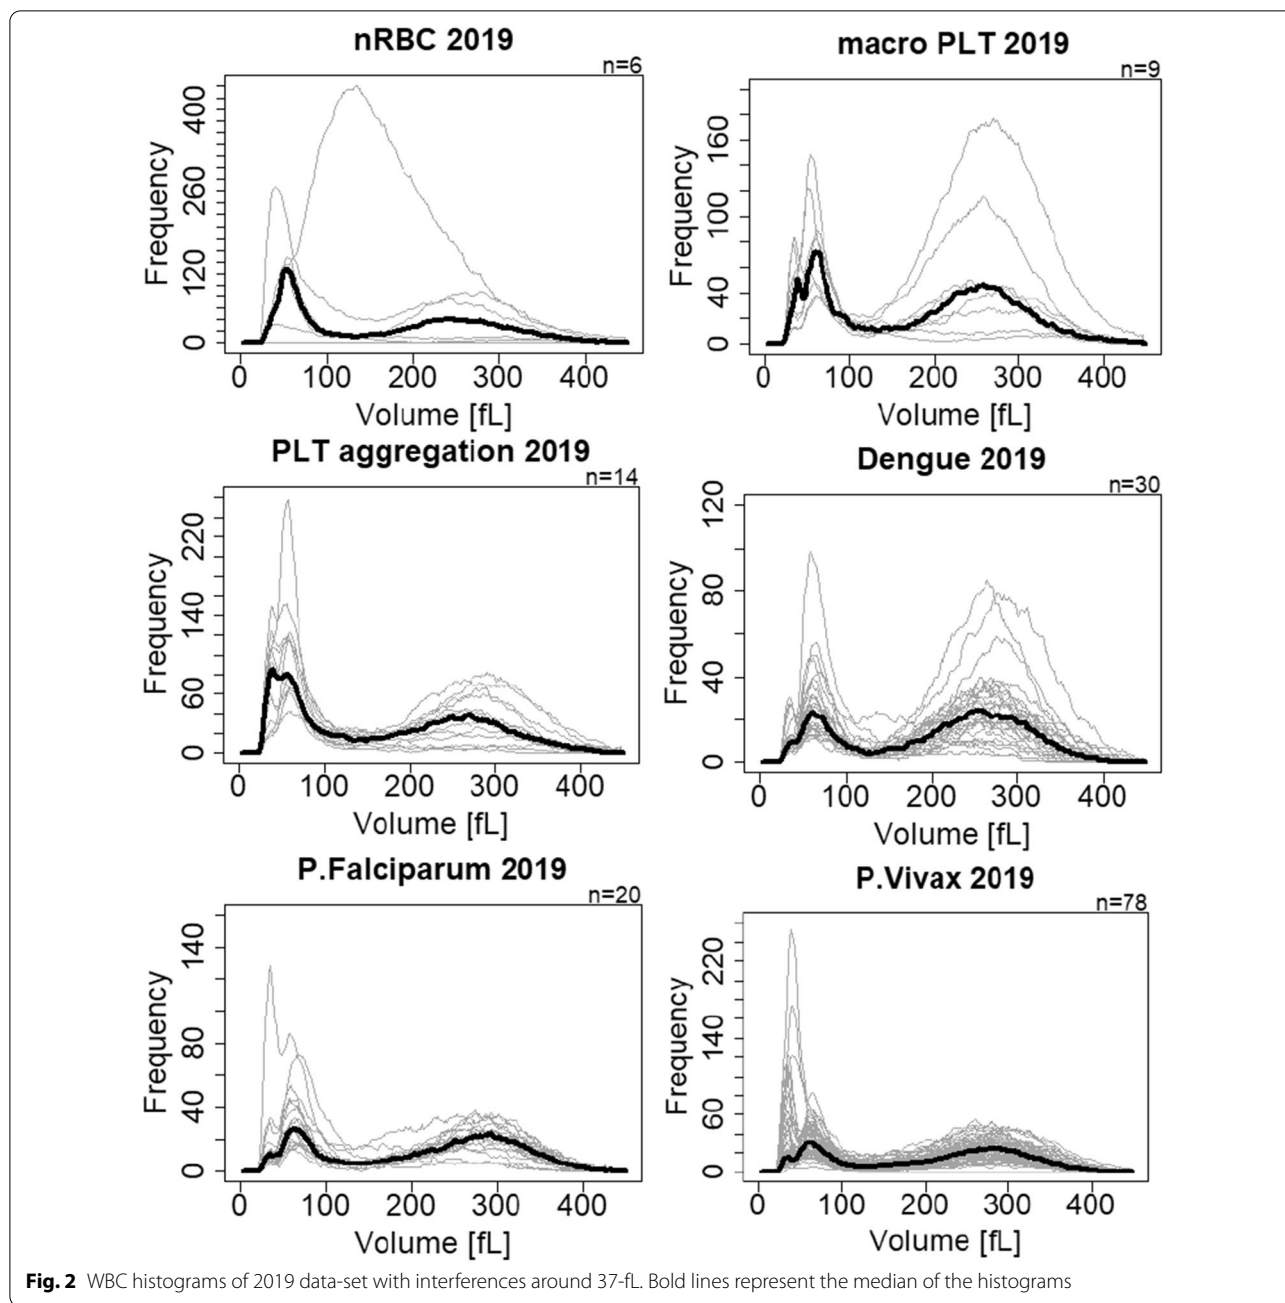 nRBC 2019
n=6
Frequency
0 120 260 400
0 100 200 300 400
Volume [fL]
macro PLT 2019
n=9
Frequency
0 40 100 160
0 100 200 300 400
Volume [fL]
PLT aggregation 2019
n=14
Frequency
0 60 140 220
0 100 200 300 400
Volume [fL]
Dengue 2019
n=30
Frequency
0 40 80 120
0 100 200 300 400
Volume [fL]
P.Falciparum 2019
n=20
Frequency
0 40 80 140
0 100 200 300 400
Volume [fL]
P.Vivax 2019
n=78
Frequency
0 60 140 220
0 100 200 300 400
Volume [fL]
Fig. 2 WBC histograms of 2019 data-set with interferences around 37-fL. Bold lines represent the median of the histograms